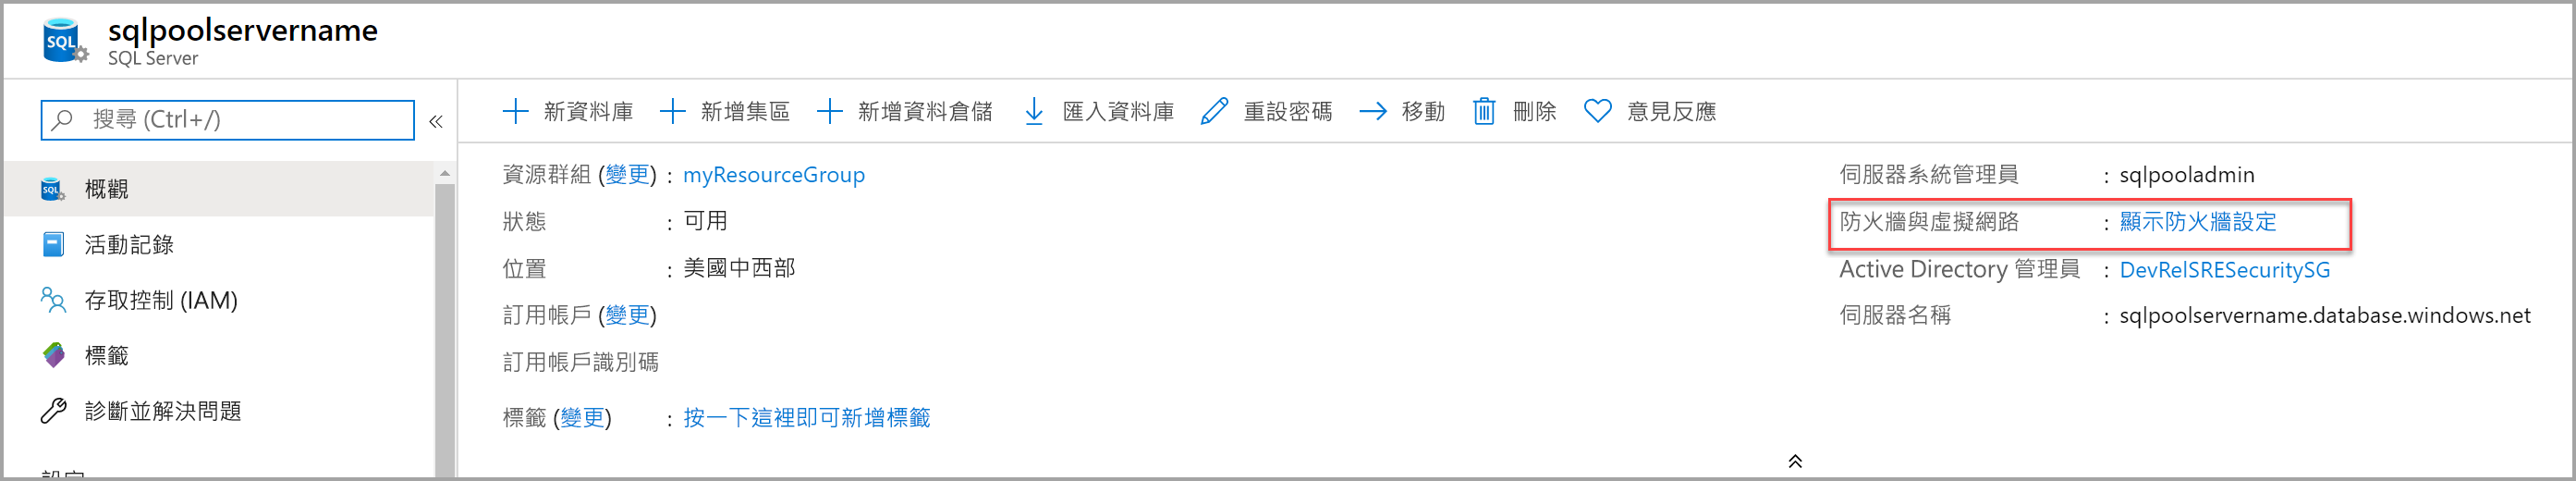 sqlpoolservername
SQL Server
搜尋 (Ctrl+/)
«
概觀
活動記錄
存取控制 (IAM)
標籤
診斷並解決問題
設定
新資料庫 新增集區 新增資料倉儲 匯入資料庫 重設密碼 移動 刪除 意見反應
資源群組 (變更) : myResourceGroup
狀態 : 可用
位置 : 美國中西部
訂用帳戶 (變更)
訂用帳戶識別碼
標籤 (變更) : 按一下這裡即可新增標籤
伺服器系統管理員 : sqlpooladmin
防火牆與虛擬網路 : 顯示防火牆設定
Active Directory 管理員 : DevRelSRESecuritySG
伺服器名稱 : sqlpoolservername.database.windows.net